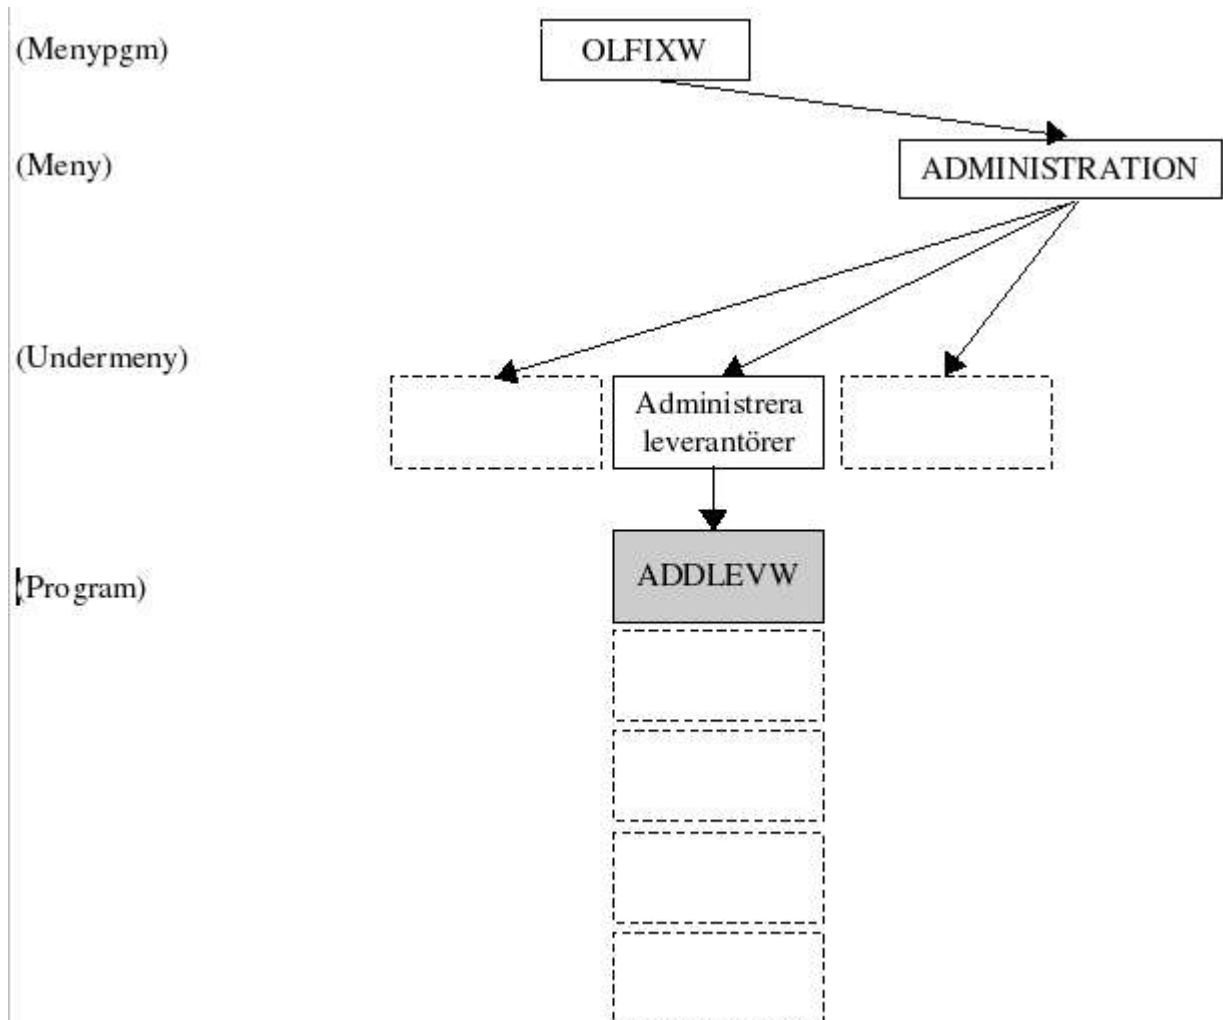 (Menypgm)
OLFIXW
(Meny)
ADMINISTRATION
(Undermeny)
Administrera
leverantörer
(Program)
ADDLEVW